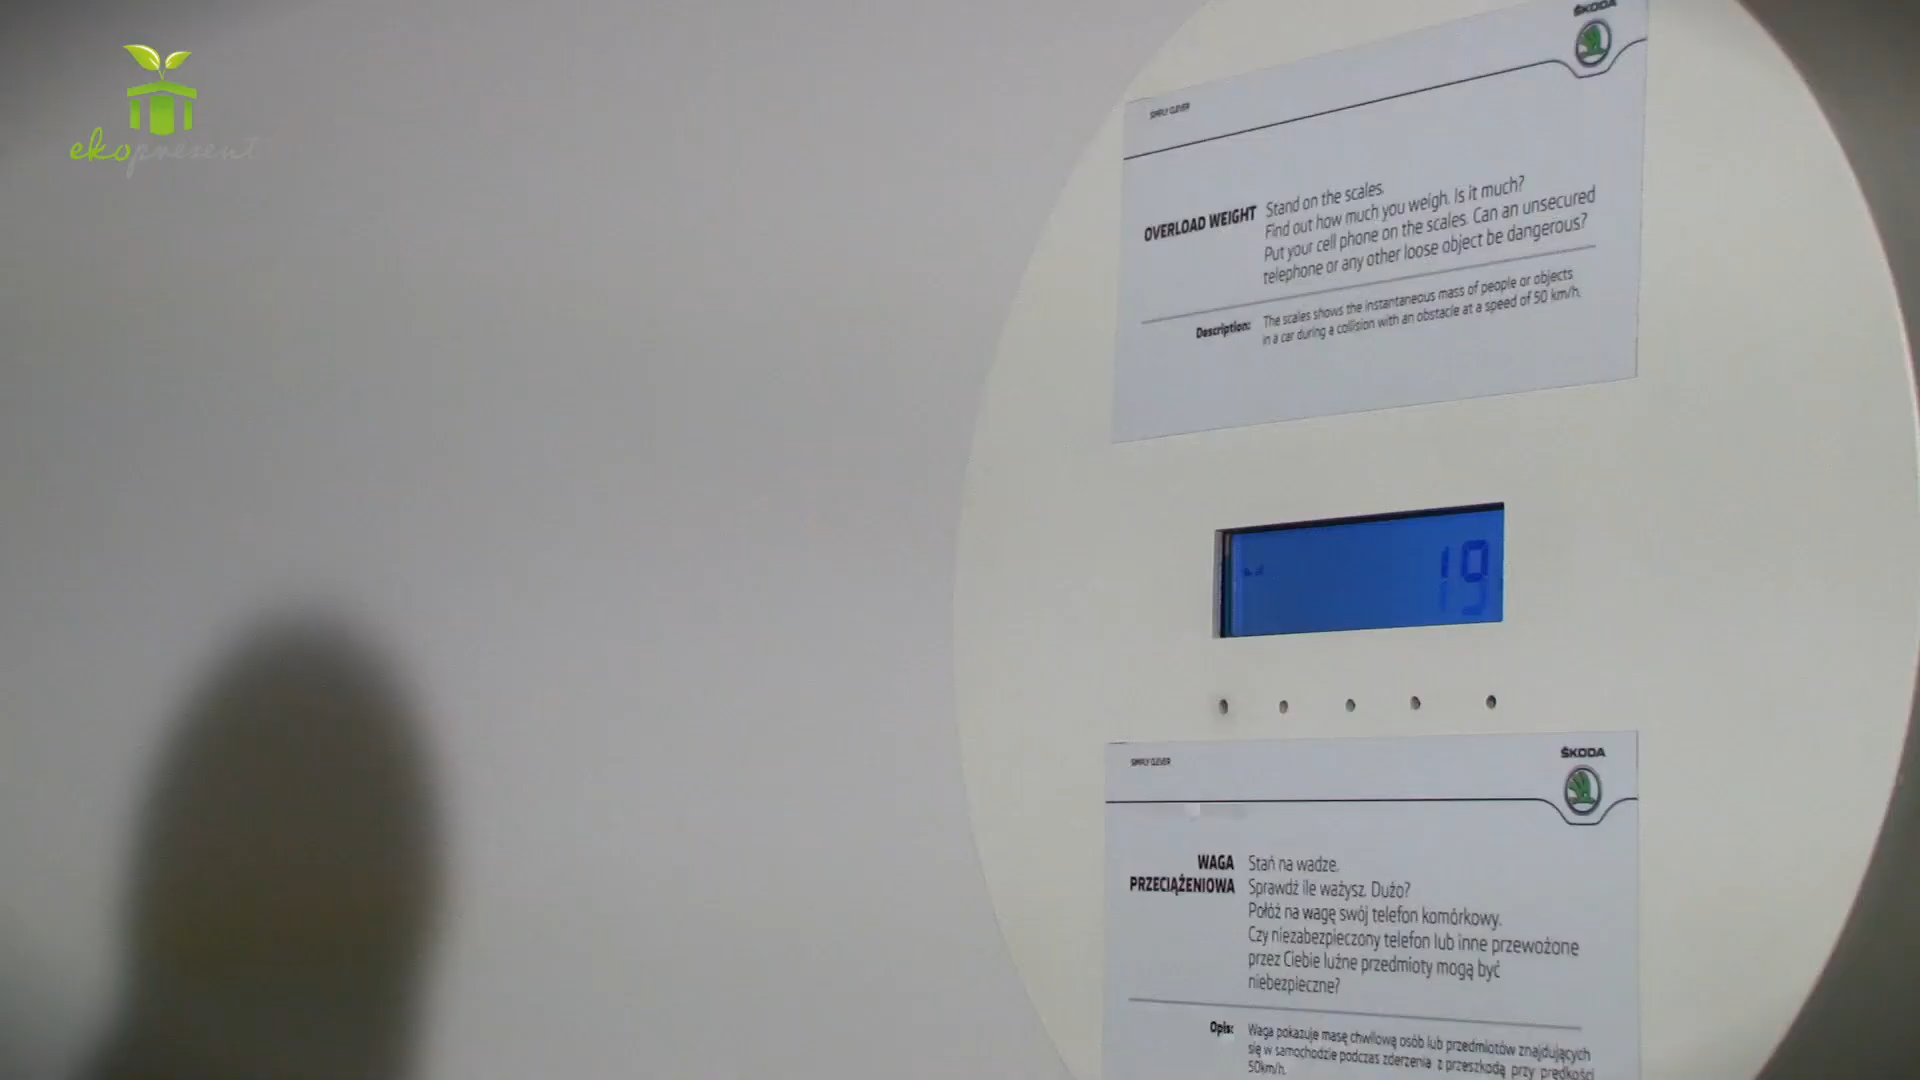 ekopresent
ŠKODA
SIMPLY CLEVER
OVERLOAD WEIGHT
Stand on the scales.
Find out how much you weigh. Is it much?
Put your cell phone on the scales. Can an unsecured
telephone or any other loose object be dangerous?
Description:
The scales shows the instantaneous mass of people or objects
in a car during a collision with an obstacle at a speed of 50 km/h.
19
SIMPLY CLEVER
ŠKODA
WAGA
PRZECIĄŻENIOWA
Stań na wadze.
Sprawdź ile ważysz. Dużo?
Połóż na wagę swój telefon komórkowy.
Czy niezabezpieczony telefon lub inne przewożone
przez Ciebie luźne przedmioty mogą być
niebezpieczne?
Opis:
Waga pokazuje masę chwilową osób lub przedmiotów znajdujących
się w samochodzie podczas zderzenia z przeszkodą przy prędkości
50km/h.